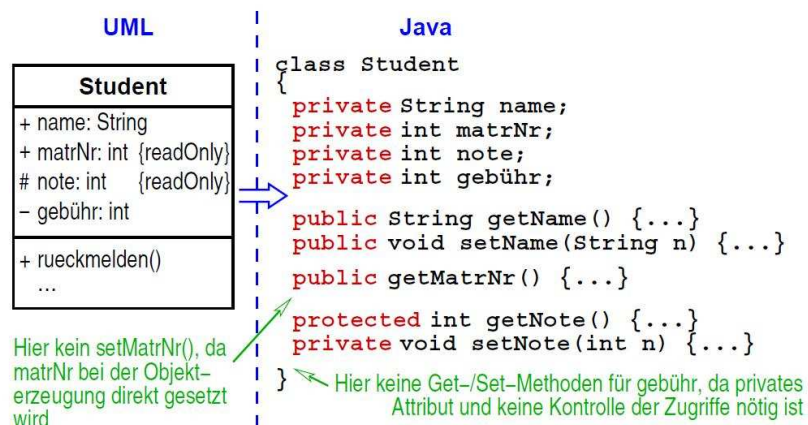 UML
Student
+ name: String
+ matrNr: int {readOnly}
# note: int {readOnly}
− gebühr: int
+ rueckmelden()
...
Hier kein setMatrNr(), da
matrNr bei der Objekt−
erzeugung direkt gesetzt
wird
Java
class Student
{
private String name;
private int matrNr;
private int note;
private int gebühr;
public String getName() {...}
public void setName(String n) {...}
public getMatrNr() {...}
protected int getNote() {...}
private void setNote(int n) {...}
}
Hier keine Get−/Set−Methoden für gebühr, da privates
Attribut und keine Kontrolle der Zugriffe nötig ist